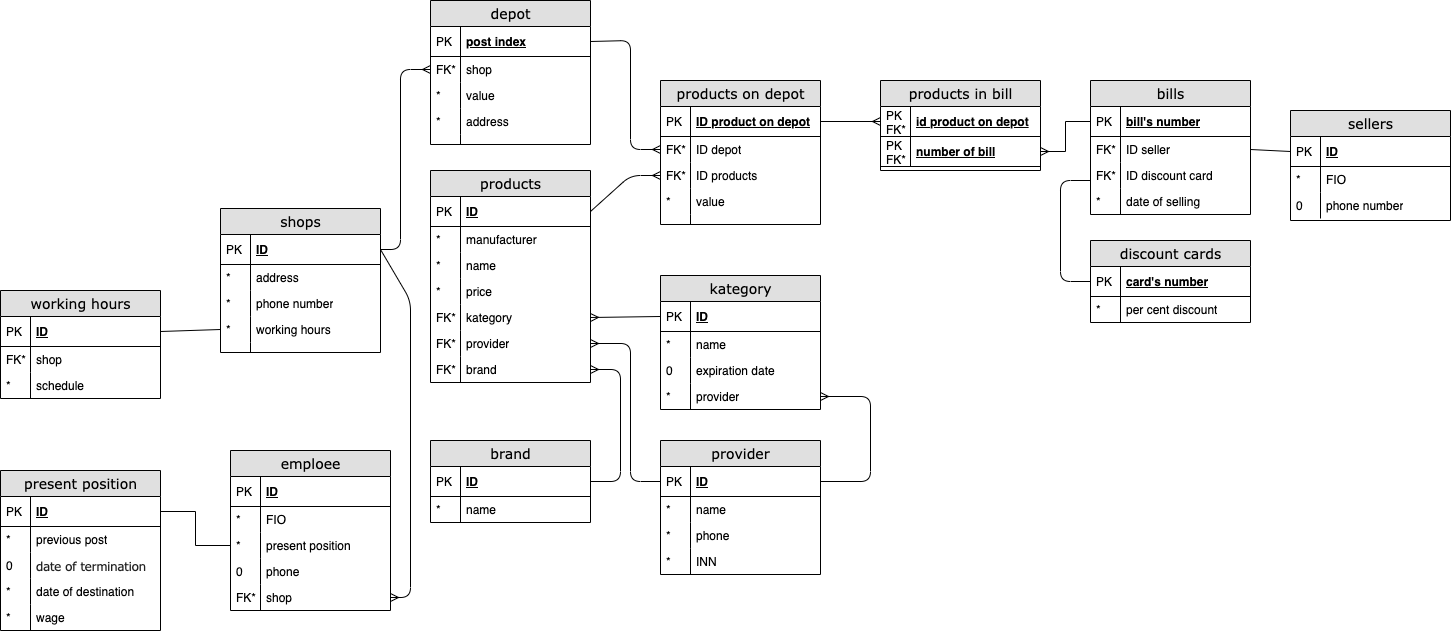 depot
PK post index
FK* shop
* value
* address
products on depot
PK ID product on depot
FK* ID depot
FK* ID products
* value
products in bill
PK FK* id product on depot
PK FK* number of bill
bills
PK bill's number
FK* ID seller
FK* ID discount card
* date of selling
sellers
PK ID
* FIO
0 phone number
products
PK ID
* manufacturer
* name
* price
FK* kategory
FK* provider
FK* brand
shops
PK ID
* address
* phone number
* working hours
discount cards
PK card's number
* per cent discount
working hours
PK ID
FK* shop
* schedule
kategory
PK ID
* name
0 expiration date
* provider
brand
PK ID
* name
provider
PK ID
* name
* phone
* INN
emploee
PK ID
* FIO
* present position
0 phone
FK* shop
present position
PK ID
* previous post
0 date of termination
* date of destination
* wage